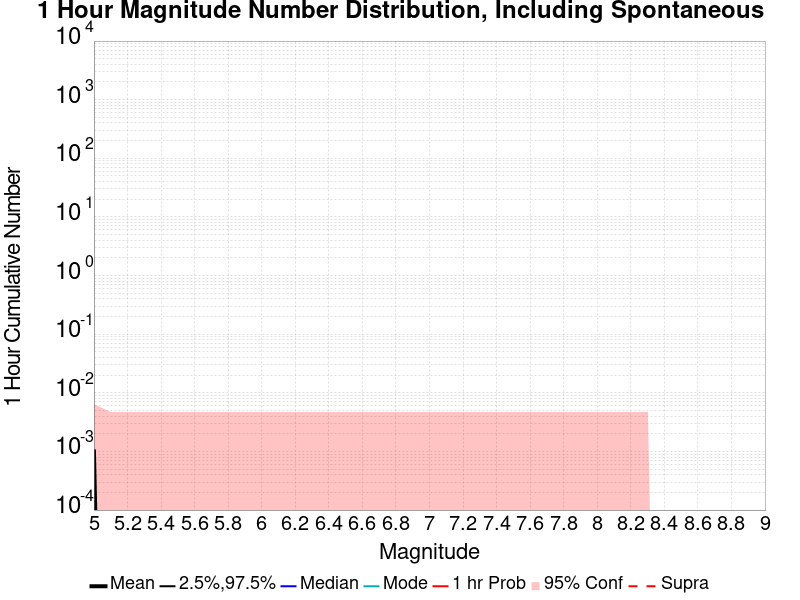 1 Hour Magnitude Number Distribution, Including Spontaneous
10^4
10^3
10^2
10^1
10^0
10^-1
10^-2
10^-3
10^-4
1 Hour Cumulative Number
5 5.2 5.4 5.6 5.8 6 6.2 6.4 6.6 6.8 7 7.2 7.4 7.6 7.8 8 8.2 8.4 8.6 8.8 9
Magnitude
Mean 2.5%,97.5% Median Mode 1 hr Prob 95% Conf Supra